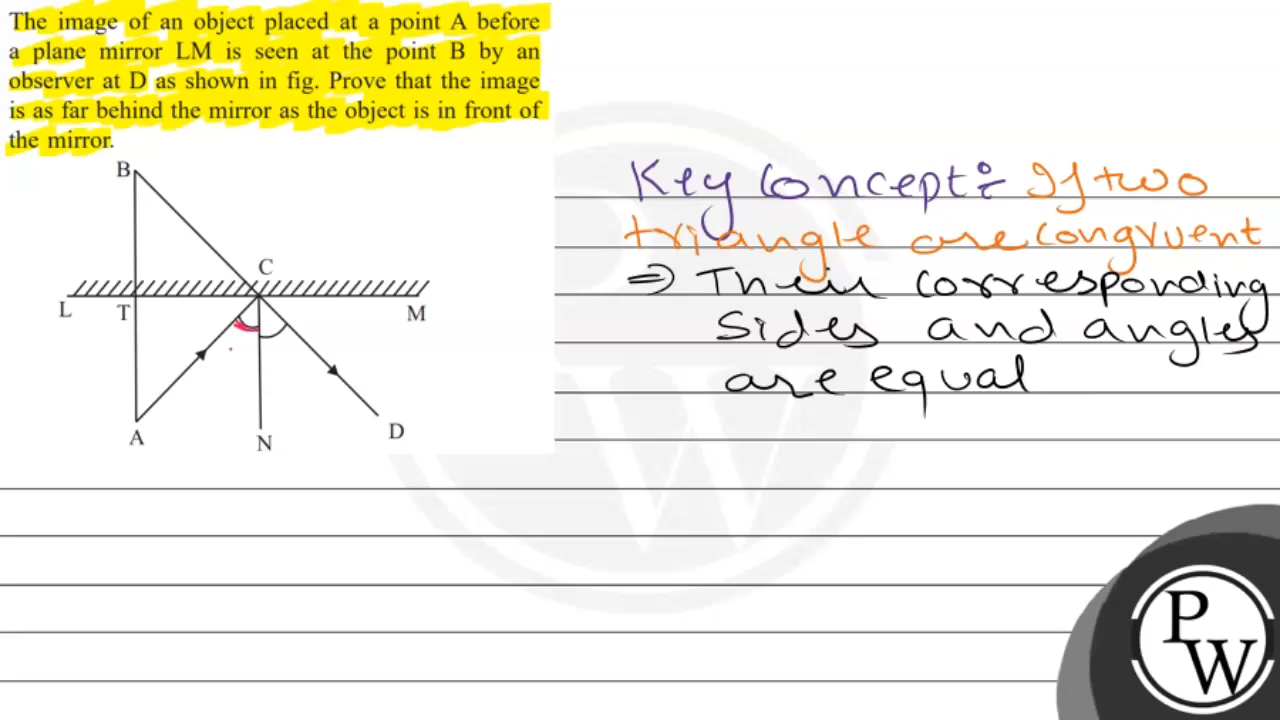 The image of an object placed at a point A before
a plane mirror LM is seen at the point B by an
observer at D as shown in fig. Prove that the image
is as far behind the mirror as the object is in front of
the mirror.
B
C
L T M
A N D
Key Concept: If two
triangle are congruent
⇒ Their corresponding
sides and angles
are equal
P
W